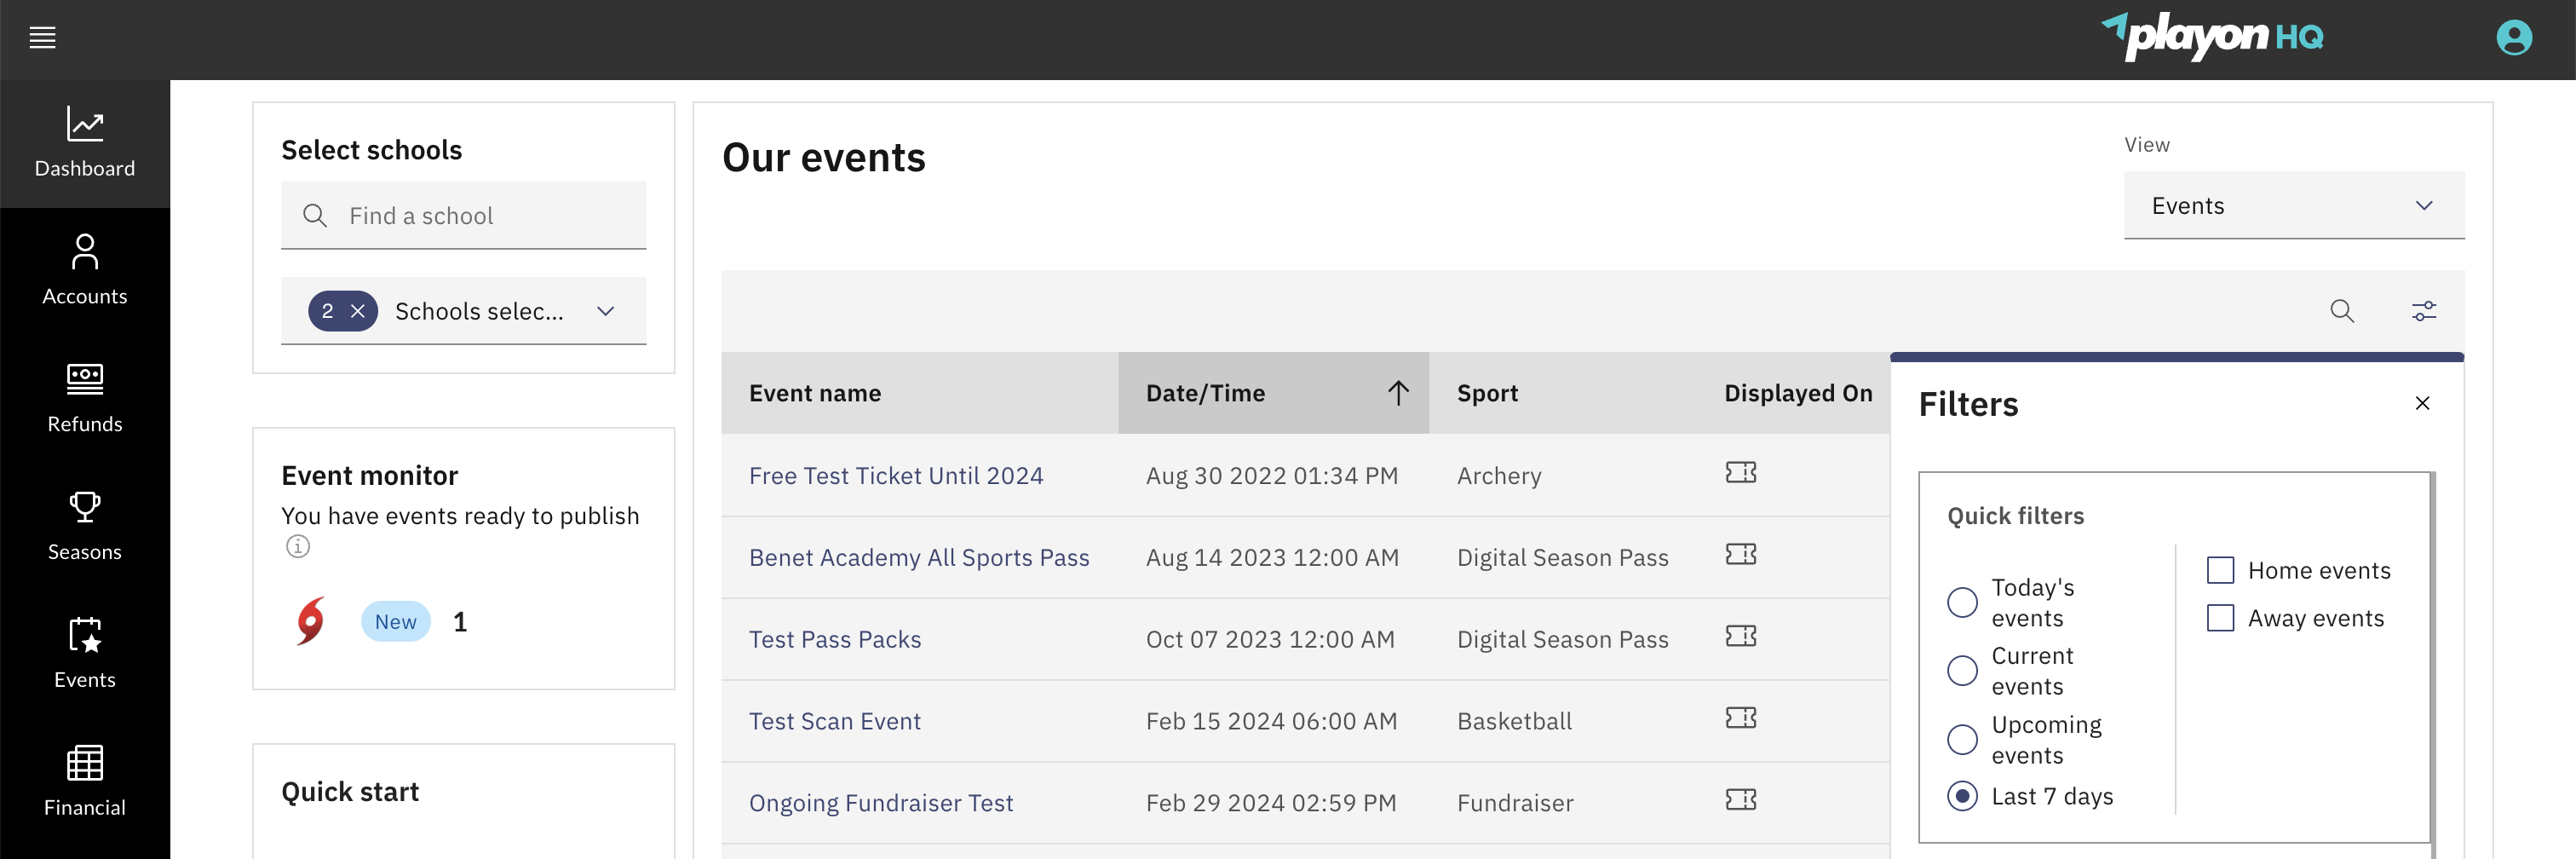 playon HQ
Dashboard
Accounts
Refunds
Seasons
Events
Financial
Select schools
Find a school
2 Schools selec...
Event monitor
You have events ready to publish
New 1
Quick start
Our events
View
Events
Event name Date/Time Sport Displayed On
Free Test Ticket Until 2024 Aug 30 2022 01:34 PM Archery
Benet Academy All Sports Pass Aug 14 2023 12:00 AM Digital Season Pass
Test Pass Packs Oct 07 2023 12:00 AM Digital Season Pass
Test Scan Event Feb 15 2024 06:00 AM Basketball
Ongoing Fundraiser Test Feb 29 2024 02:59 PM Fundraiser
Filters
Quick filters
Today's
events
Current
events
Upcoming
events
Last 7 days
Home events
Away events